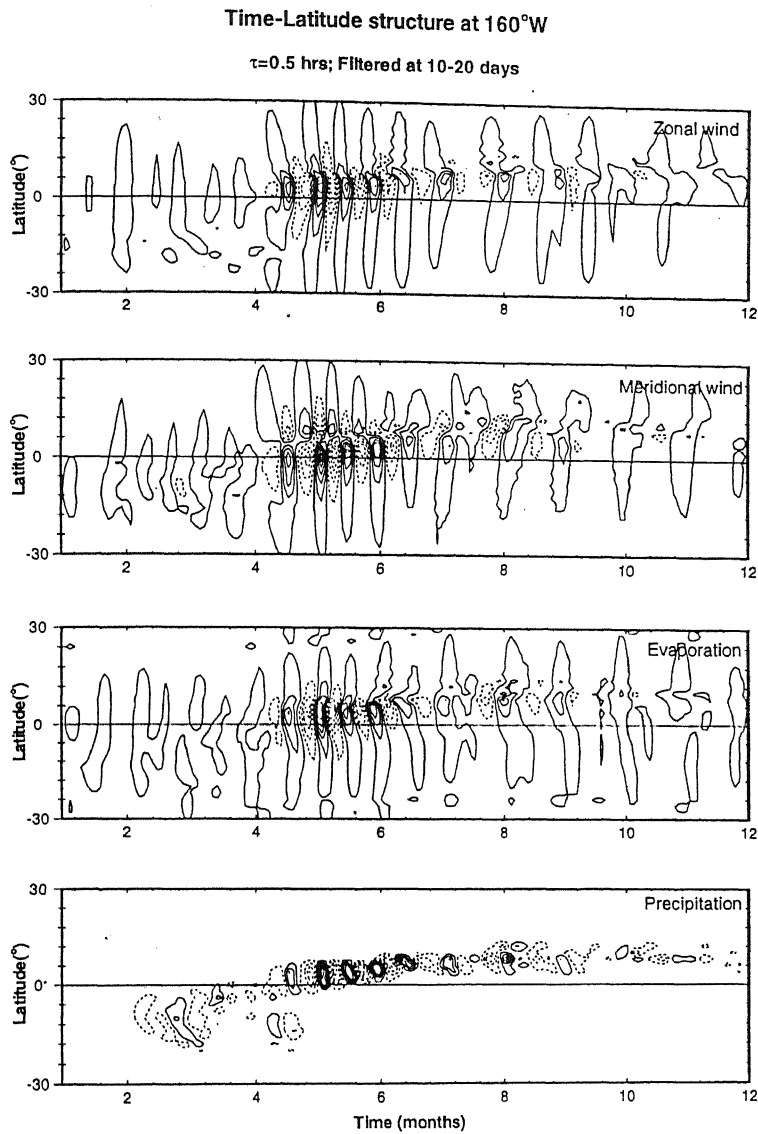 Time-Latitude structure at 160°W
τ=0.5 hrs; Filtered at 10-20 days
30
Zonal wind
Latitude(°)
0
-30
2 4 6 8 10 12
30
Meridional wind
Latitude(°)
0
-30
2 4 6 8 10 12
30
Evaporation
Latitude(°)
0
-30
2 4 6 8 10 12
30
Precipitation
Latitude(°)
0
-30
2 4 6 8 10 12
Time (months)